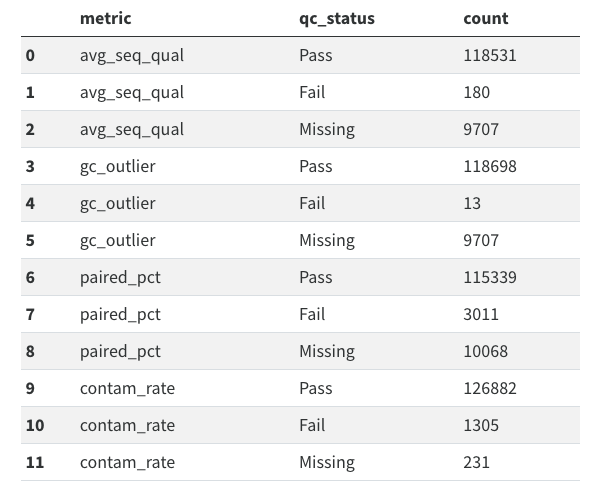 metric qc_status count
0 avg_seq_qual Pass 118531
1 avg_seq_qual Fail 180
2 avg_seq_qual Missing 9707
3 gc_outlier Pass 118698
4 gc_outlier Fail 13
5 gc_outlier Missing 9707
6 paired_pct Pass 115339
7 paired_pct Fail 3011
8 paired_pct Missing 10068
9 contam_rate Pass 126882
10 contam_rate Fail 1305
11 contam_rate Missing 231